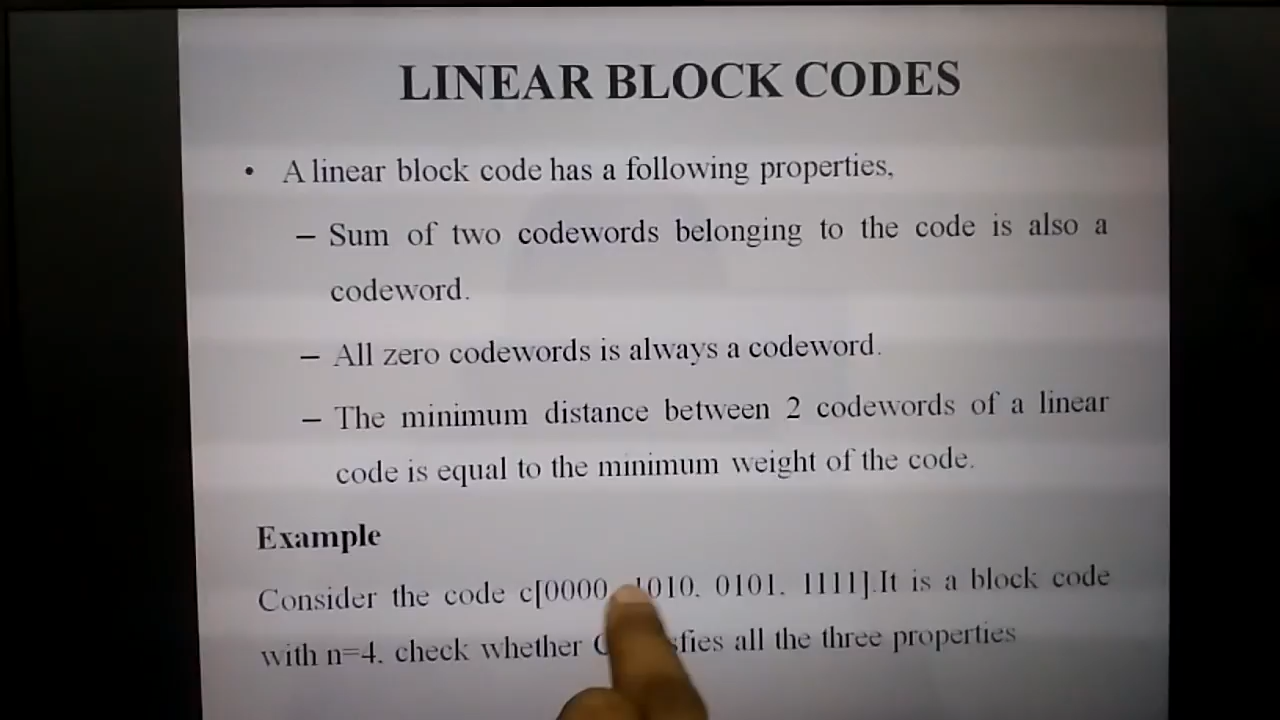 LINEAR BLOCK CODES
• A linear block code has a following properties,
– Sum of two codewords belonging to the code is also a
codeword.
– All zero codewords is always a codeword.
– The minimum distance between 2 codewords of a linear
code is equal to the minimum weight of the code.
Example
Consider the code c[0000, 1010, 0101, 1111].It is a block code
with n=4, check whether all the three properties